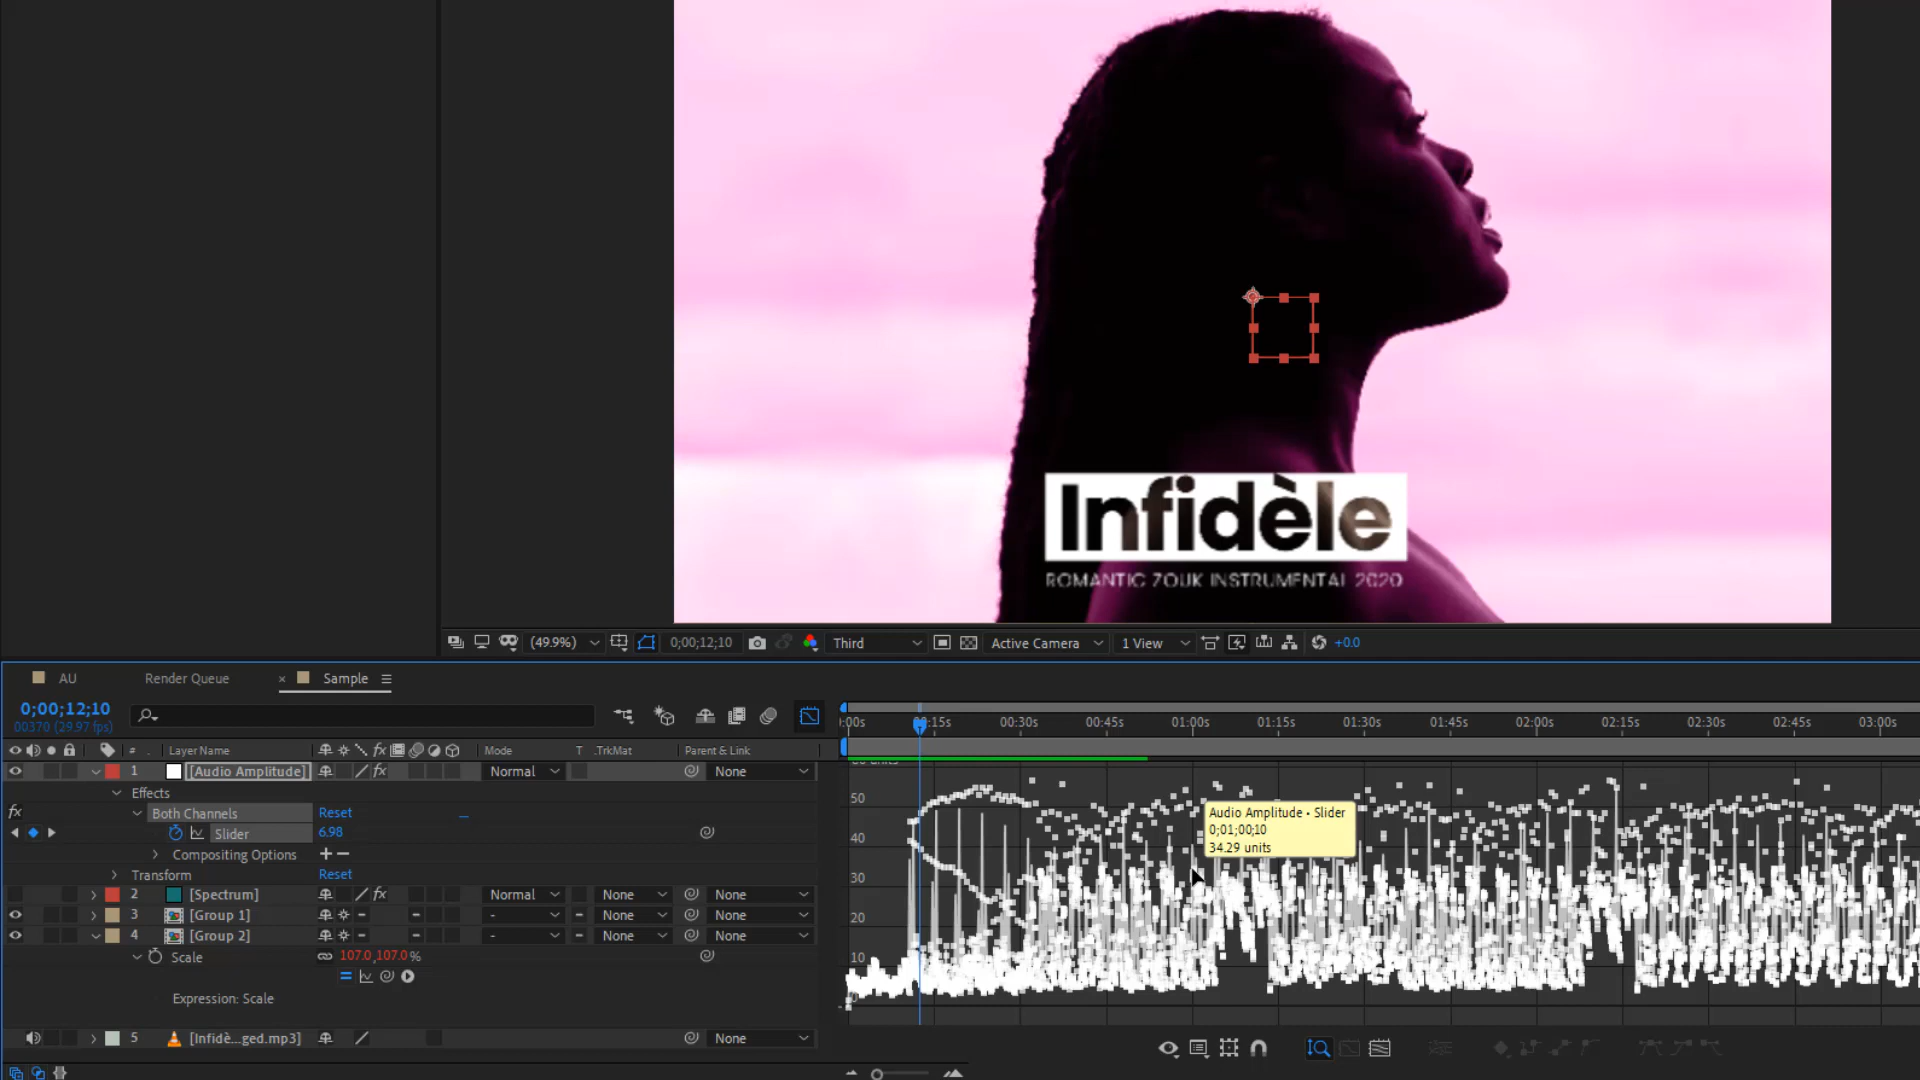 Infidèle
ROMANTIC ZOUK INSTRUMENTAL 2020
(49.9%) 0;00;12;10 Third Active Camera 1 View +0.0
AU Render Queue × Sample
0;00;12;10
00370 (29.97 fps)
:00s 00:15s 00:30s 00:45s 01:00s 01:15s 01:30s 01:45s 02:00s 02:15s 02:30s 02:45s 03:00s
# Layer Name Mode T .TrkMat Parent & Link
1 [Audio Amplitude] Normal None
Effects
fx Both Channels Reset
Slider 6.98
Compositing Options + −
Transform Reset
2 [Spectrum] Normal None None
3 [Group 1] - None None
4 [Group 2] - None None
Scale 107.0,107.0%
Expression: Scale
5 [Infidè...ged.mp3] None
50
40
30
20
10
0
Audio Amplitude • Slider
0;01;00;10
34.29 units